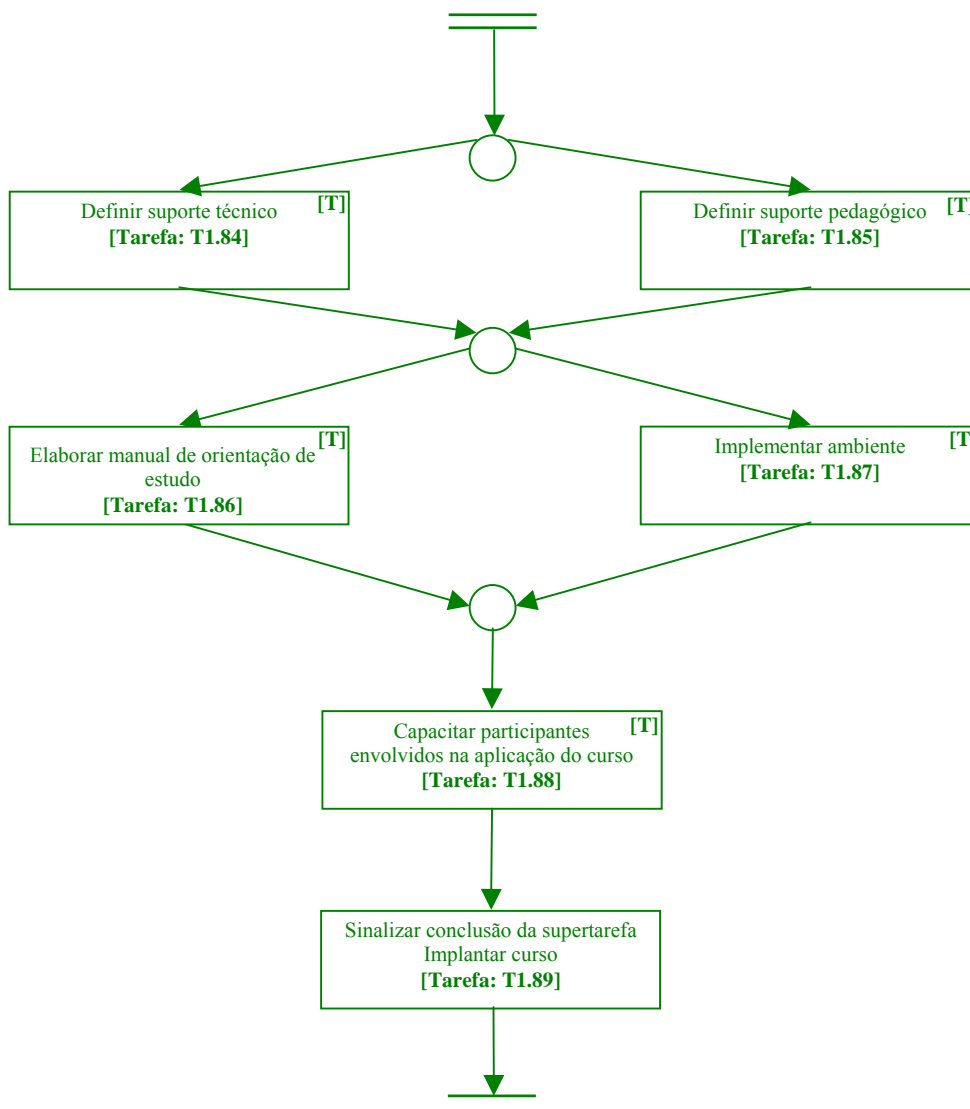 [T]
Definir suporte técnico
[Tarefa: T1.84]
[T]
Definir suporte pedagógico
[Tarefa: T1.85]
[T]
Elaborar manual de orientação de
estudo
[Tarefa: T1.86]
[T
Implementar ambiente
[Tarefa: T1.87]
[T]
Capacitar participantes
envolvidos na aplicação do curso
[Tarefa: T1.88]
Sinalizar conclusão da supertarefa
Implantar curso
[Tarefa: T1.89]